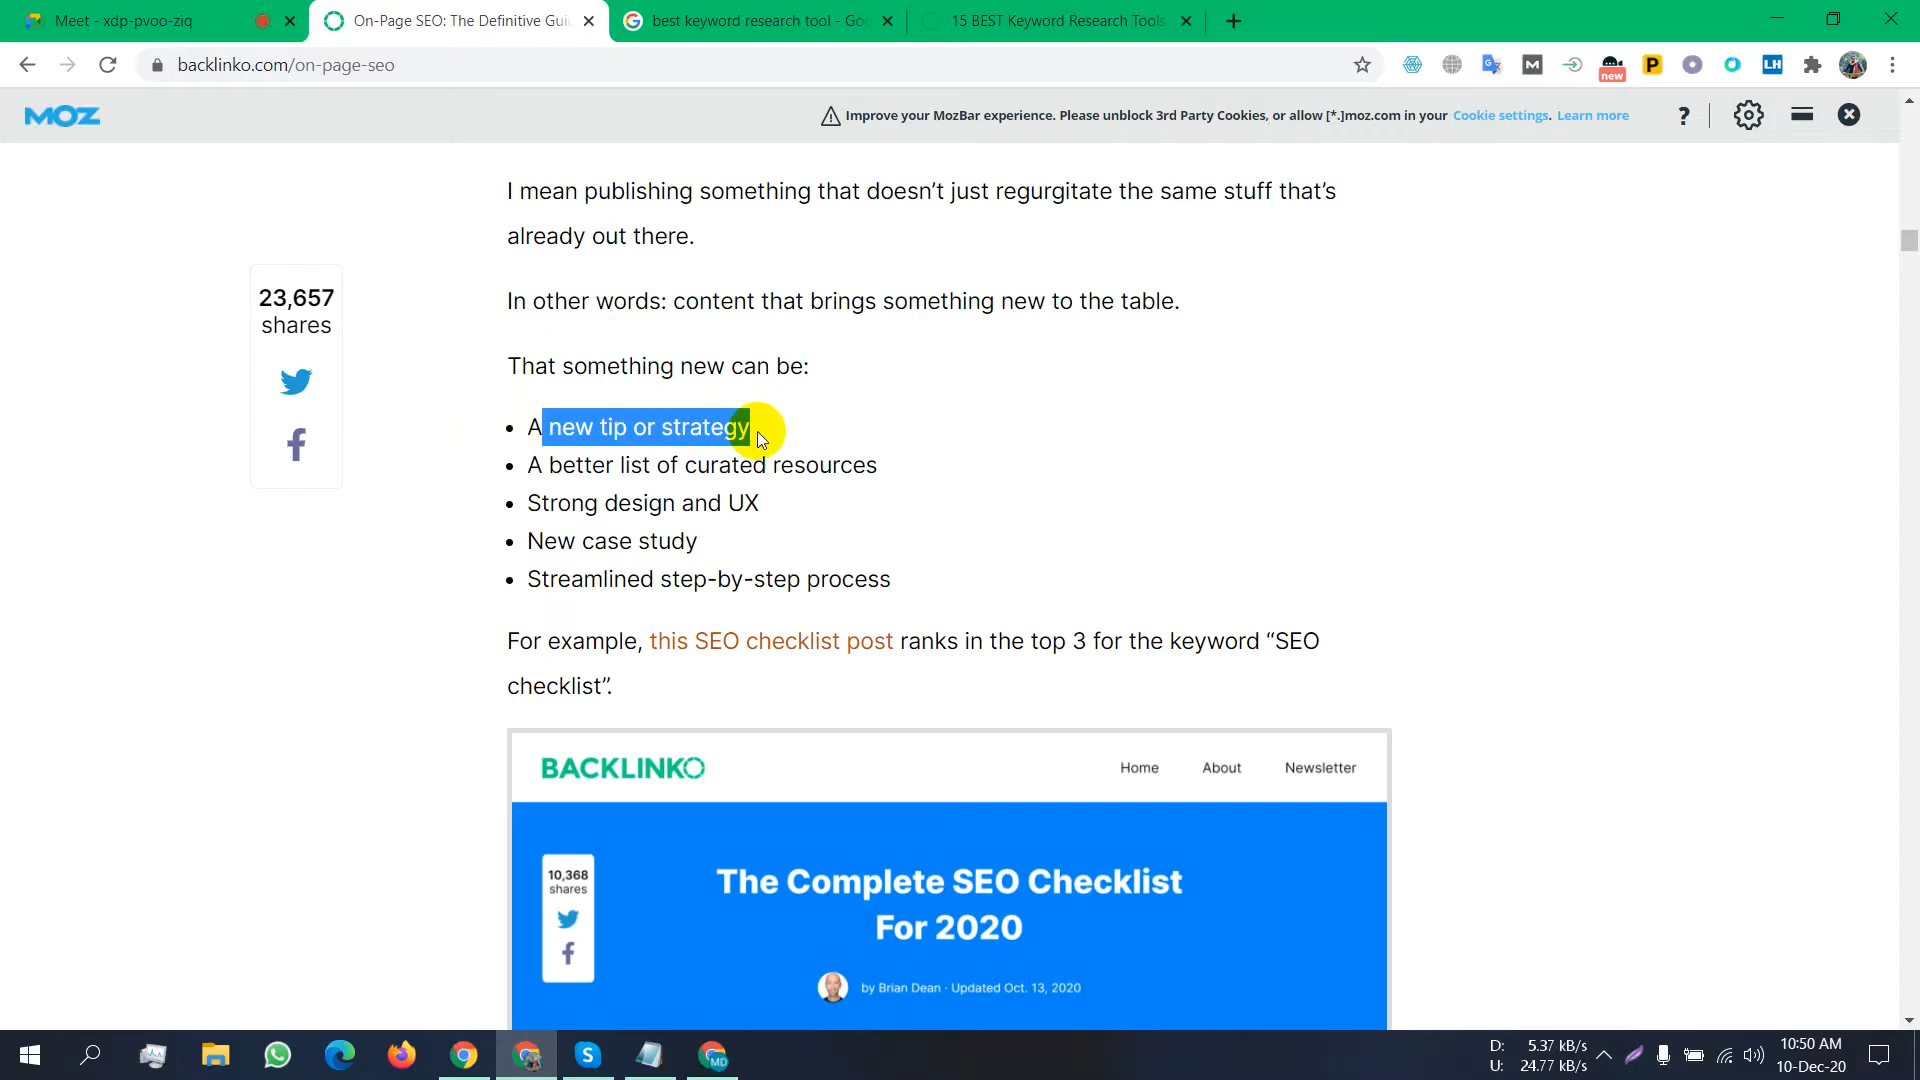 Meet - xdp-pvoo-ziq
On-Page SEO: The Definitive Gui
best keyword research tool - Goo
15 BEST Keyword Research Tools
backlinko.com/on-page-seo
new
P
M
LH
MOZ
Improve your MozBar experience. Please unblock 3rd Party Cookies, or allow [*.]moz.com in your Cookie settings. Learn more
?
I mean publishing something that doesn’t just regurgitate the same stuff that’s
already out there.
23,657
shares
In other words: content that brings something new to the table.
That something new can be:
• A new tip or strategy
• A better list of curated resources
• Strong design and UX
• New case study
• Streamlined step-by-step process
For example, this SEO checklist post ranks in the top 3 for the keyword “SEO
checklist”.
BACKLINKO
Home About Newsletter
10,368
shares
The Complete SEO Checklist
For 2020
by Brian Dean · Updated Oct. 13, 2020
MD
D: 5.37 kB/s
U: 24.77 kB/s
10:50 AM
10-Dec-20